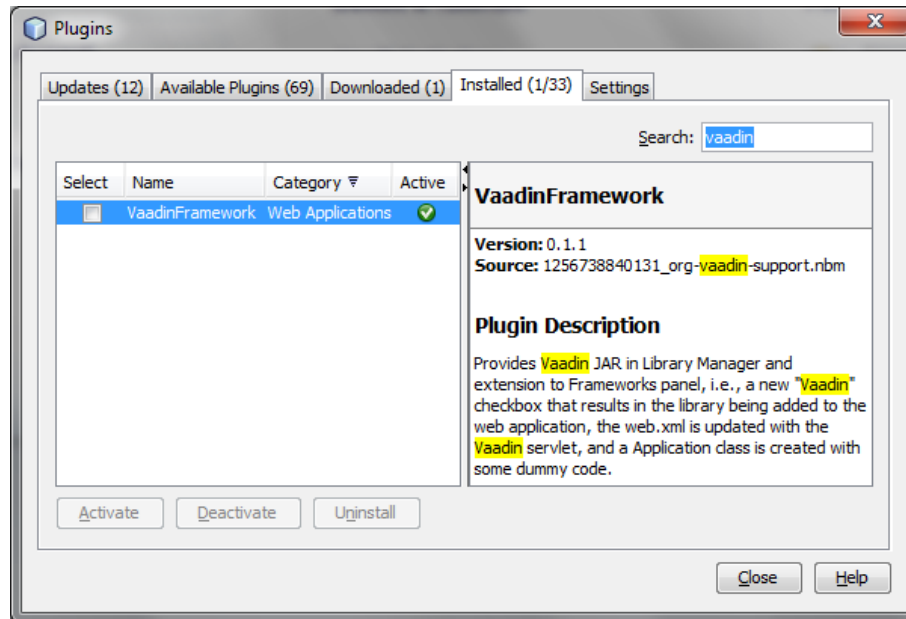 Plugins
Updates (12) Available Plugins (69) Downloaded (1) Installed (1/33) Settings
Search: vaadin
Select Name Category Active
VaadinFramework Web Applications
VaadinFramework
Version: 0.1.1
Source: 1256738840131_org-vaadin-support.nbm
Plugin Description
Provides Vaadin JAR in Library Manager and
extension to Frameworks panel, i.e., a new "Vaadin"
checkbox that results in the library being added to the
web application, the web.xml is updated with the
Vaadin servlet, and a Application class is created with
some dummy code.
Activate Deactivate Uninstall
Close Help